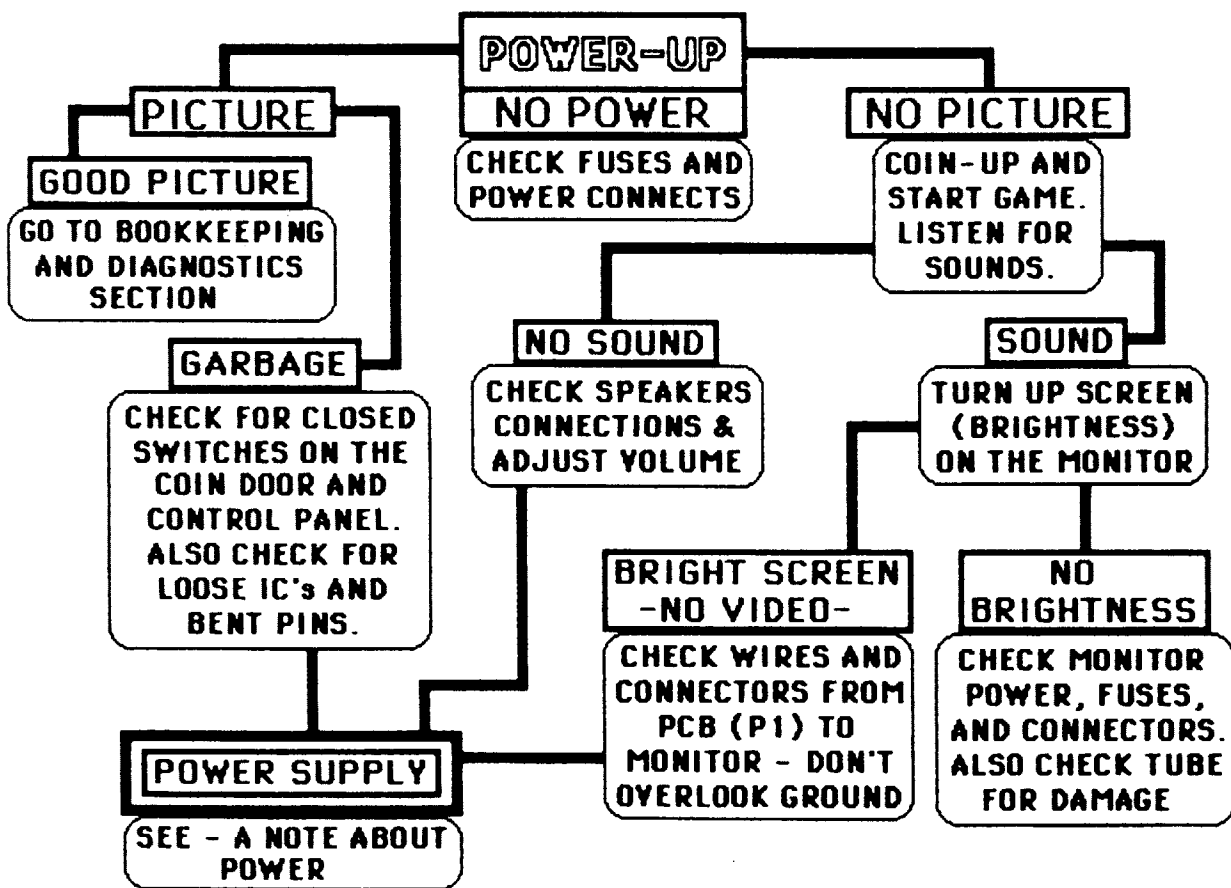 POWER-UP
NO POWER
CHECK FUSES AND
POWER CONNECTS
PICTURE
GOOD PICTURE
GO TO BOOKKEEPING
AND DIAGNOSTICS
SECTION
GARBAGE
CHECK FOR CLOSED
SWITCHES ON THE
COIN DOOR AND
CONTROL PANEL.
ALSO CHECK FOR
LOOSE IC's AND
BENT PINS.
NO PICTURE
COIN-UP AND
START GAME.
LISTEN FOR
SOUNDS.
NO SOUND
CHECK SPEAKERS
CONNECTIONS &
ADJUST VOLUME
SOUND
TURN UP SCREEN
(BRIGHTNESS)
ON THE MONITOR
BRIGHT SCREEN
-NO VIDEO-
CHECK WIRES AND
CONNECTORS FROM
PCB (P1) TO
MONITOR - DON'T
OVERLOOK GROUND
NO
BRIGHTNESS
CHECK MONITOR
POWER, FUSES,
AND CONNECTORS.
ALSO CHECK TUBE
FOR DAMAGE
POWER SUPPLY
SEE - A NOTE ABOUT
POWER